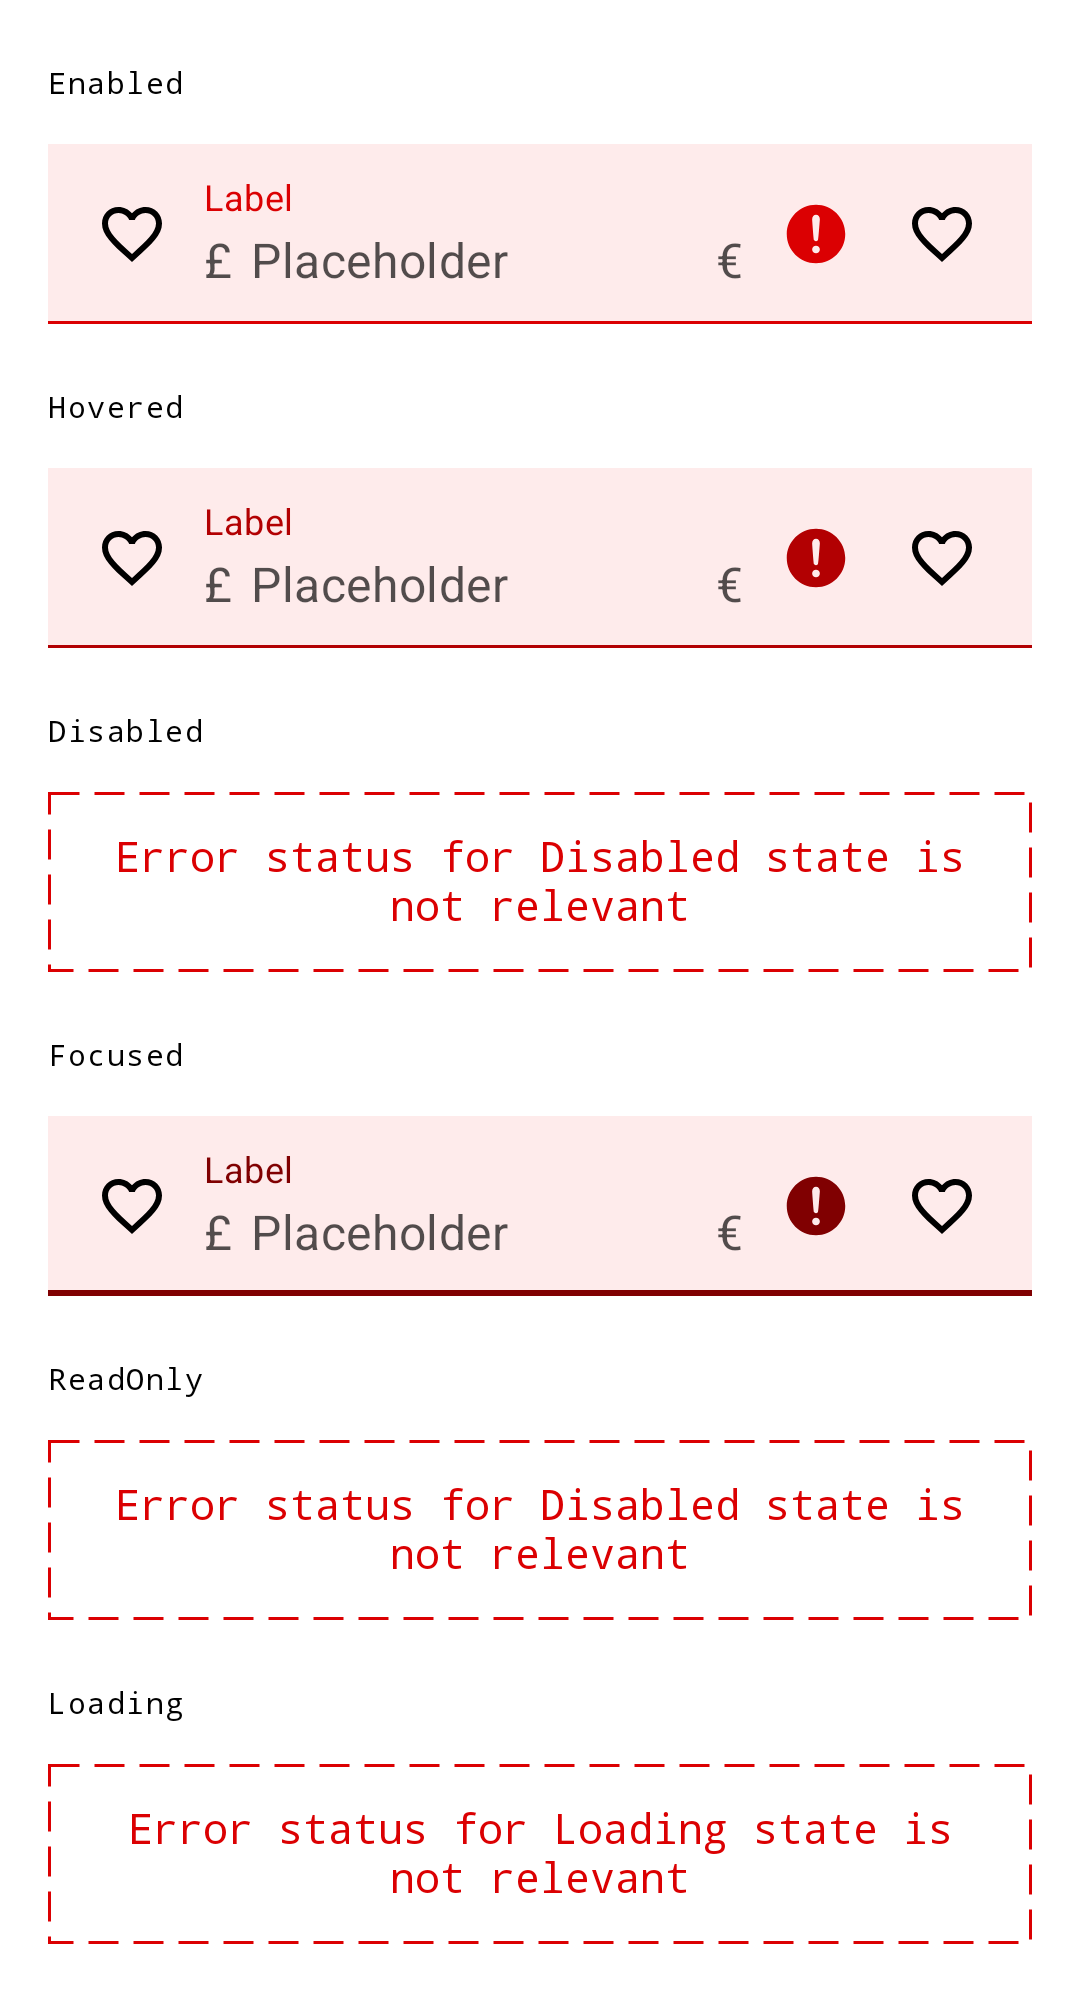 Enabled
Label
£ Placeholder €
Hovered
Label
£ Placeholder €
Disabled
Error status for Disabled state is
not relevant
Focused
Label
£ Placeholder €
ReadOnly
Error status for Disabled state is
not relevant
Loading
Error status for Loading state is
not relevant